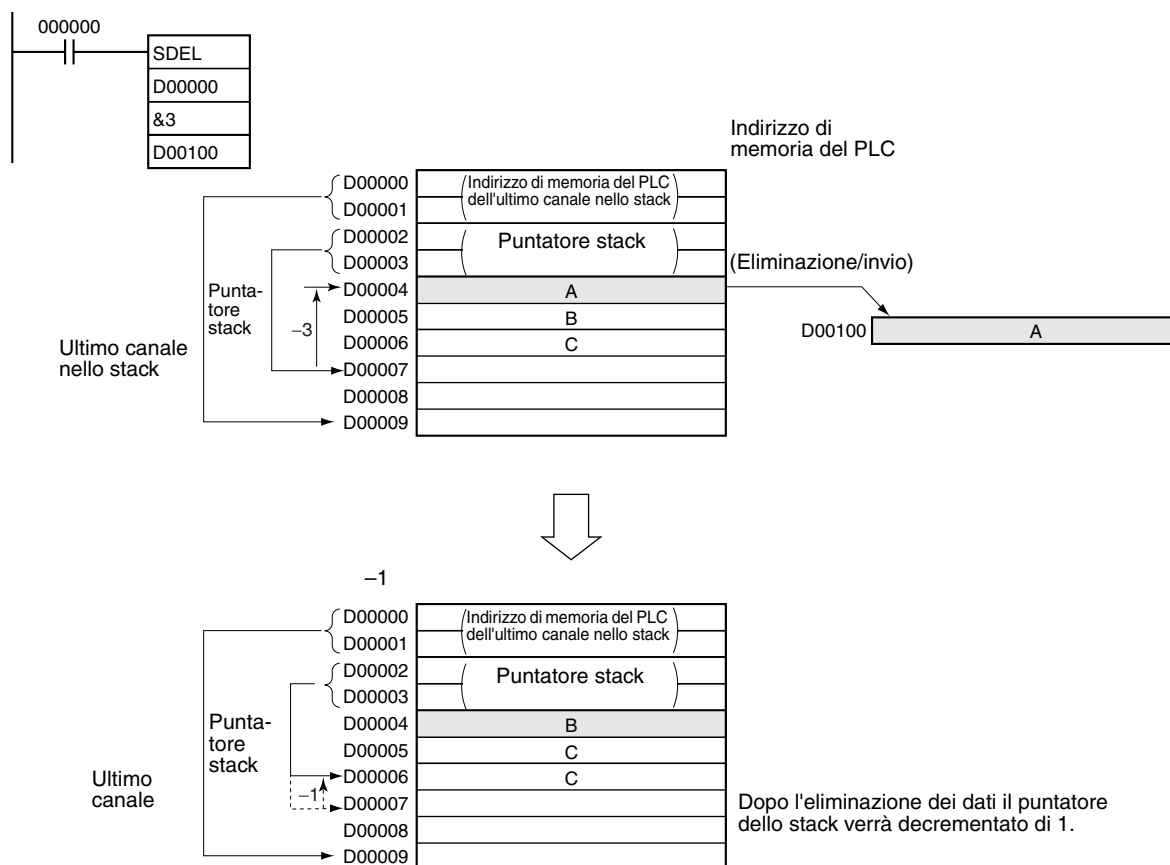 000000
SDEL
D00000
&3
D00100
Indirizzo di
memoria del PLC
D00000
D00001
D00002
D00003
D00004
D00005
D00006
D00007
D00008
D00009
Indirizzo di memoria del PLC
dell'ultimo canale nello stack
Puntatore stack
A
B
C
Punta-
tore
stack
–3
Ultimo canale
nello stack
(Eliminazione/invio)
D00100
A
–1
D00000
D00001
D00002
D00003
D00004
D00005
D00006
D00007
D00008
D00009
Indirizzo di memoria del PLC
dell'ultimo canale nello stack
Puntatore stack
B
C
C
Punta-
tore
stack
–1
Ultimo
canale
Dopo l'eliminazione dei dati il puntatore
dello stack verrà decrementato di 1.